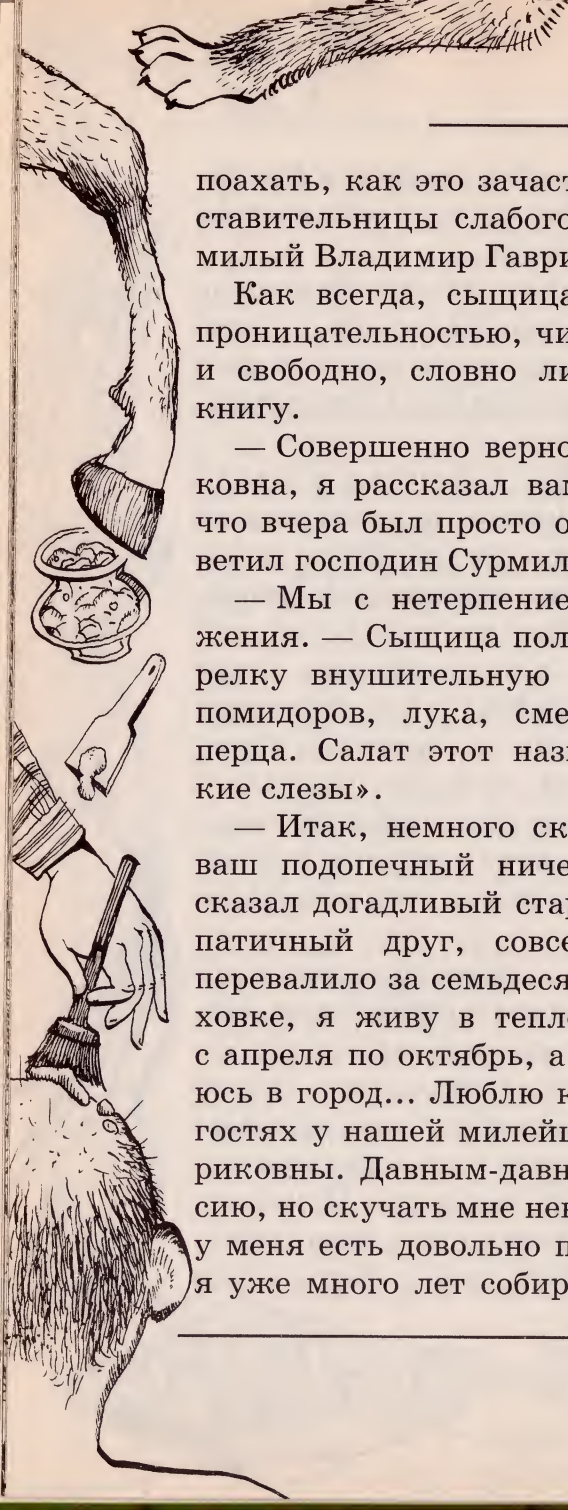 поахать, как это зачаст
ставительницы слабого
милый Владимир Гаври
Как всегда, сыщица
проницательностью, чи
и свободно, словно ли
книгу.
— Совершенно верно
ковна, я рассказал вам
что вчера был просто о
ветил господин Сурмил
— Мы с нетерпение
жения. — Сыщица пол
релку внушительную
помидоров, лука, сме
перца. Салат этот назы
кие слезы».
— Итак, немного ск
ваш подопечный ниче
сказал догадливый стар
патичный друг, совсе
перевалило за семьдеся
ховке, я живу в тепл
с апреля по октябрь, а
юсь в город... Люблю к
гостях у нашей милейш
риковны. Давным-давн
сию, но скучать мне нек
у меня есть довольно п
я уже много лет собир